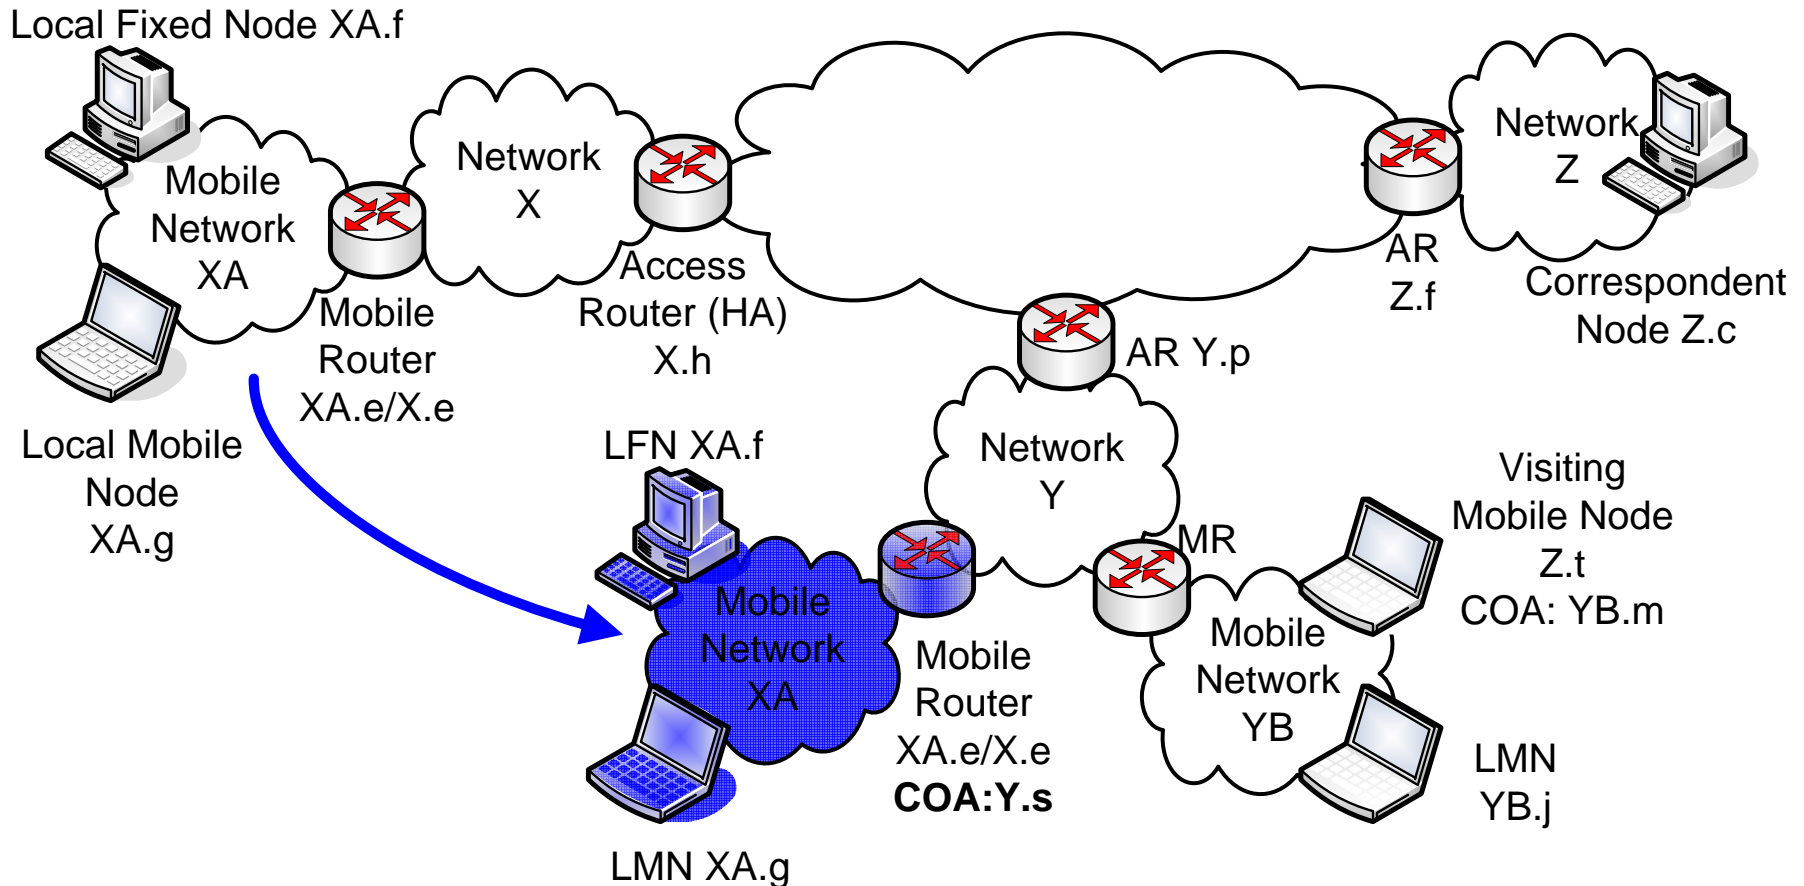 Local Fixed Node XA.f
Mobile
Network
XA
Local Mobile
Node
XA.g
Mobile
Router
XA.e/X.e
Network
X
Access
Router (HA)
X.h
AR
Z.f
Network
Z
Correspondent
Node Z.c
AR Y.p
Network
Y
LFN XA.f
Mobile
Network
XA
LMN XA.g
Mobile
Router
XA.e/X.e
COA:Y.s
MR
Mobile
Network
YB
Visiting
Mobile Node
Z.t
COA: YB.m
LMN
YB.j